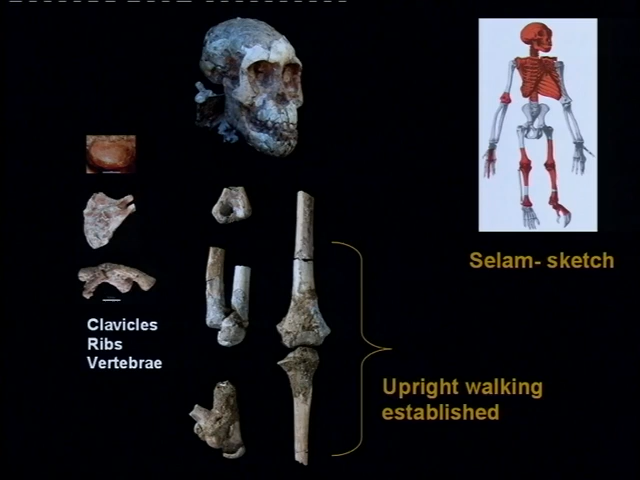 Clavicles
Ribs
Vertebrae
Selam- sketch
Upright walking
established